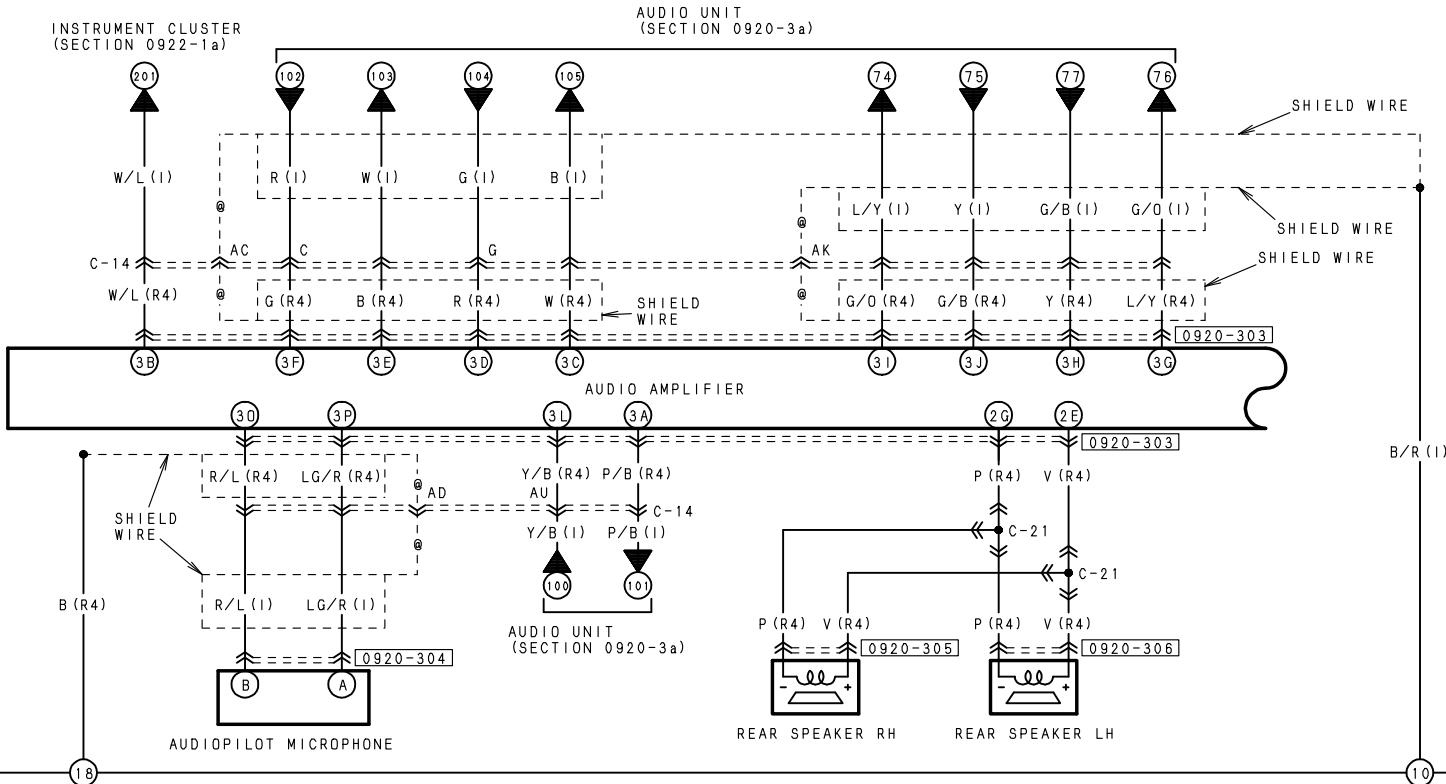 AUDIO UNIT
(SECTION 0920-3a)
INSTRUMENT CLUSTER
(SECTION 0922-1a)
201 102 103 104 105 74 75 77 76
SHIELD WIRE
W/L(I) R(I) W(I) G(I) B(I)
@ L/Y(I) Y(I) G/B(I) G/O(I)
@
SHIELD WIRE
C-14 AC C G AK
SHIELD WIRE
W/L(R4) @ G(R4) B(R4) R(R4) W(R4) @ G/O(R4) G/B(R4) Y(R4) L/Y(R4)
SHIELD
WIRE
0920-303
3B 3F 3E 3D 3C 3I 3J 3H 3G
AUDIO AMPLIFIER
3O 3P 3L 3A 2G 2E
0920-303
B/R(I)
R/L(R4) LG/R(R4) @ Y/B(R4) P/B(R4) P(R4) V(R4)
AD AU
C-14
SHIELD
WIRE
Y/B(I) P/B(I)
C-21
@
C-21
100 101
B(R4) R/L(I) LG/R(I)
AUDIO UNIT
(SECTION 0920-3a)
P(R4) V(R4) P(R4) V(R4)
0920-304 0920-305 0920-306
B A
- + - +
REAR SPEAKER RH REAR SPEAKER LH
AUDIOPILOT MICROPHONE
18 10